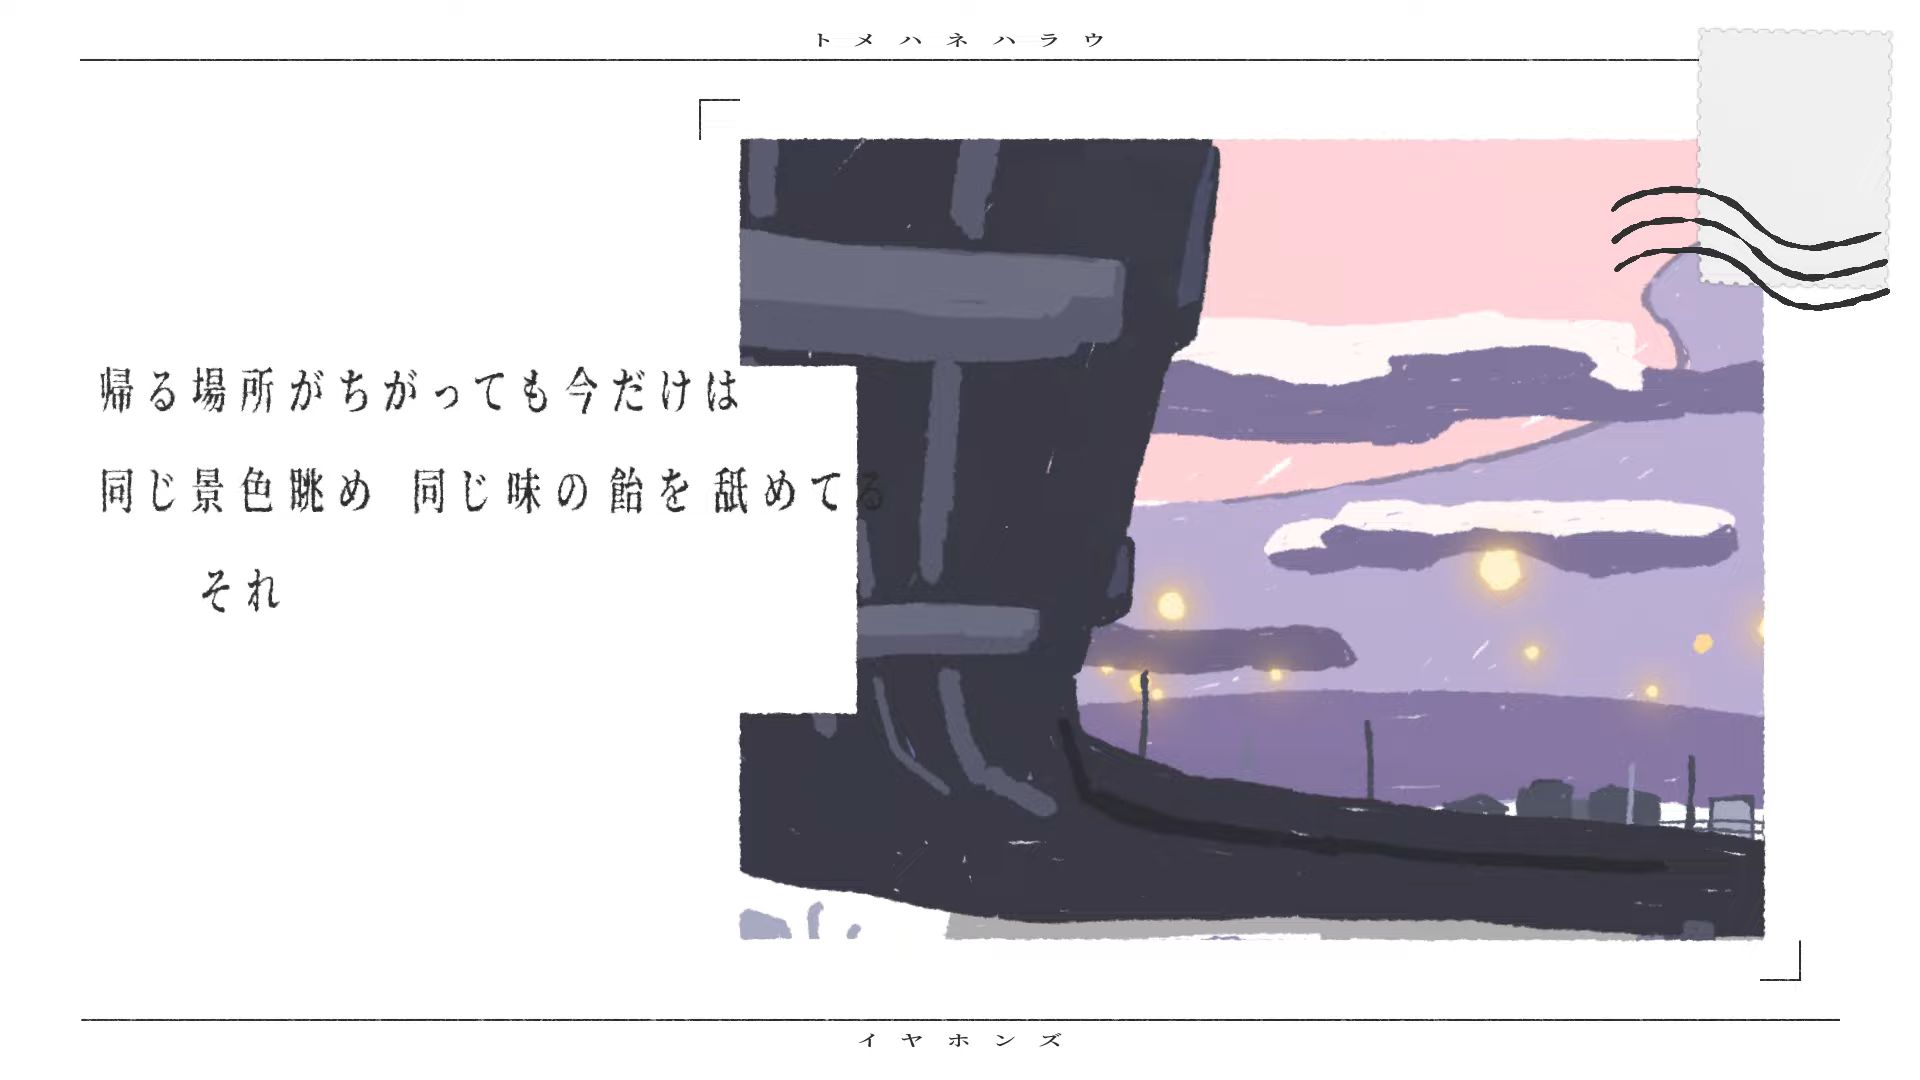 トメハネハラウ
帰る場所がちがっても今だけは
同じ景色眺め 同じ味の飴を舐めてる
それ
イヤホンズ